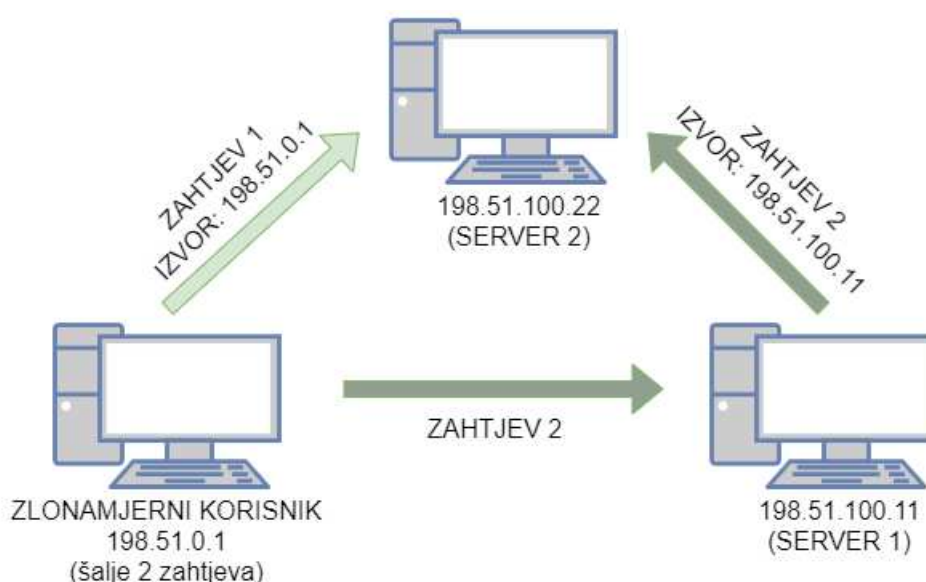 ZAHTJEV 1
IZVOR: 198.51.0.1
ZAHTJEV 2
IZVOR: 198.51.100.11
198.51.100.22
(SERVER 2)
ZAHTJEV 2
ZLONAMJERNI KORISNIK
198.51.0.1
(šalje 2 zahtjeva)
198.51.100.11
(SERVER 1)